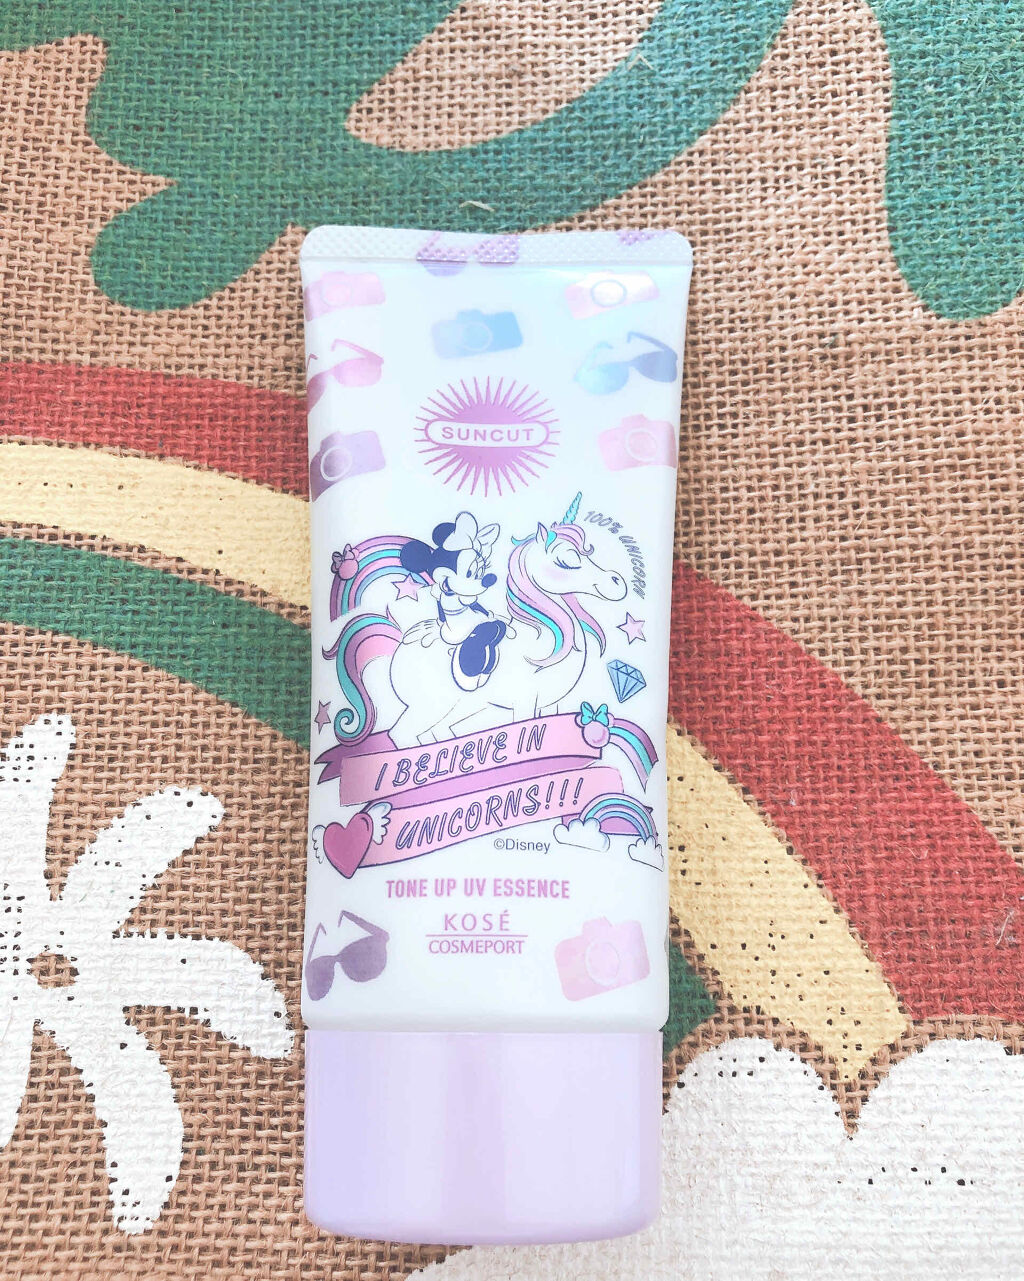 SUNCUT
100% UNICORN
I BELIEVE IN
UNICORNS!!!
©Disney
TONE UP UV ESSENCE
KOSÉ
COSMEPORT